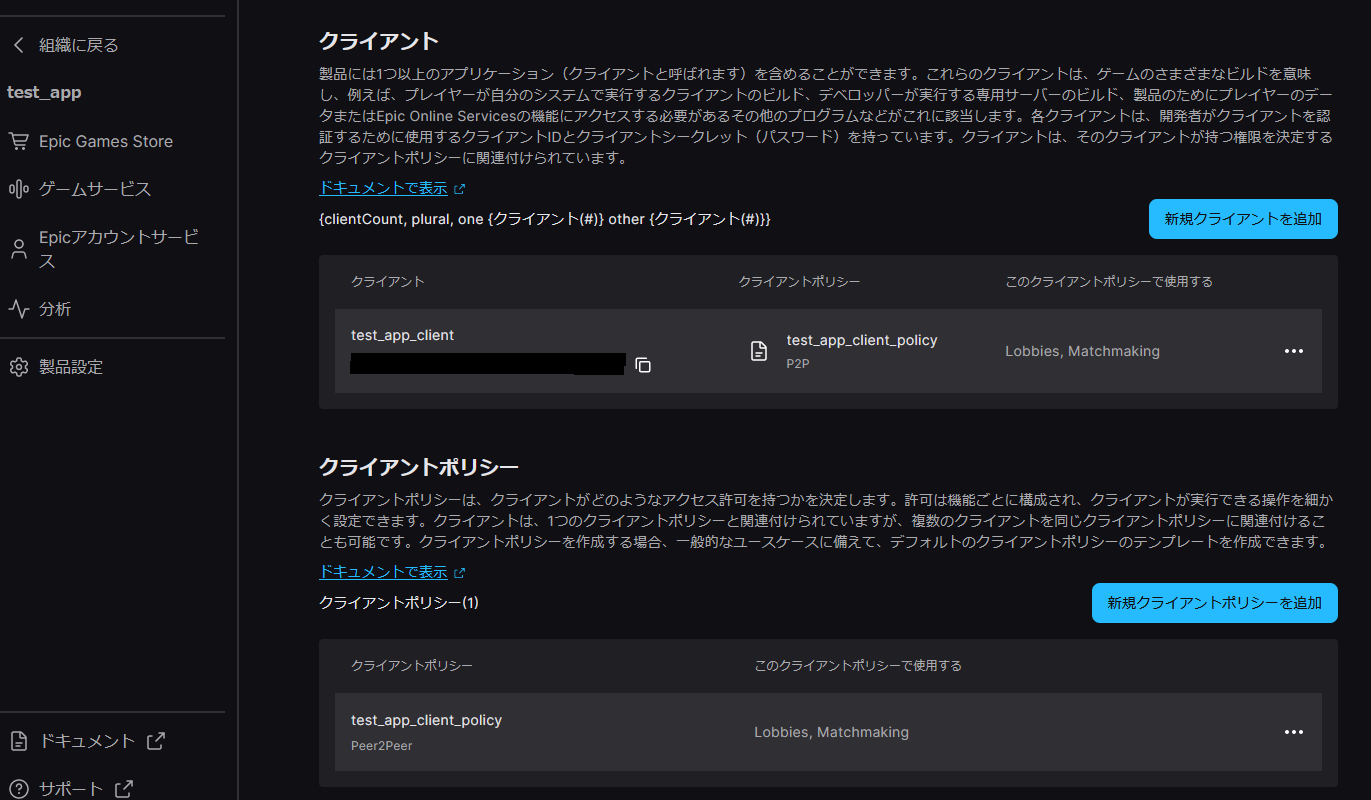 組織に戻る
test_app
Epic Games Store
ゲームサービス
Epicアカウントサービ
ス
分析
製品設定
ドキュメント
サポート
クライアント
製品には1つ以上のアプリケーション（クライアントと呼ばれます）を含めることができます。これらのクライアントは、ゲームのさまざまなビルドを意味
し、例えば、プレイヤーが自分のシステムで実行するクライアントのビルド、デベロッパーが実行する専用サーバーのビルド、製品のためにプレイヤーのデー
タまたはEpic Online Servicesの機能にアクセスする必要があるその他のプログラムなどがこれに該当します。各クライアントは、開発者がクライアントを認
証するために使用するクライアントIDとクライアントシークレット（パスワード）を持っています。クライアントは、そのクライアントが持つ権限を決定する
クライアントポリシーに関連付けられています。
ドキュメントで表示
{clientCount, plural, one {クライアント(#)} other {クライアント(#)}}
新規クライアントを追加
クライアント クライアントポリシー このクライアントポリシーで使用する
test_app_client
test_app_client_policy
P2P
Lobbies, Matchmaking
クライアントポリシー
クライアントポリシーは、クライアントがどのようなアクセス許可を持つかを決定します。許可は機能ごとに構成され、クライアントが実行できる操作を細か
く設定できます。クライアントは、1つのクライアントポリシーと関連付けられていますが、複数のクライアントを同じクライアントポリシーに関連付けるこ
とも可能です。クライアントポリシーを作成する場合、一般的なユースケースに備えて、デフォルトのクライアントポリシーのテンプレートを作成できます。
ドキュメントで表示
クライアントポリシー(1)
新規クライアントポリシーを追加
クライアントポリシー このクライアントポリシーで使用する
test_app_client_policy
Peer2Peer
Lobbies, Matchmaking